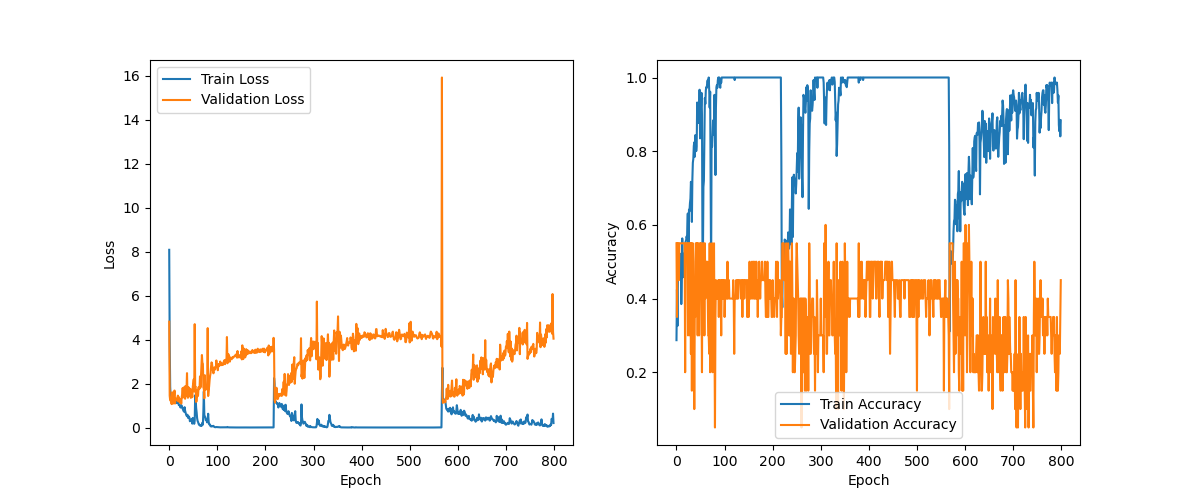 Train Loss
Validation Loss
16
14
12
10
8
6
4
2
0
Loss
0 100 200 300 400 500 600 700 800
Epoch
1.0
0.8
0.6
0.4
0.2
Accuracy
Train Accuracy
Validation Accuracy
0 100 200 300 400 500 600 700 800
Epoch